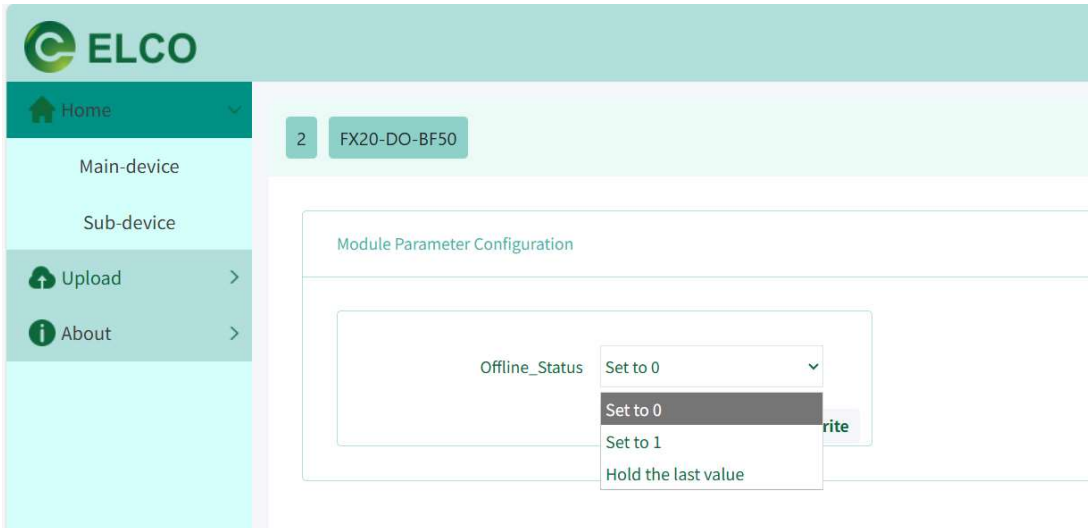 ELCO
Home
Main-device
Sub-device
Upload
About
2 FX20-DO-BF50
Module Parameter Configuration
Offline_Status Set to 0
Set to 0
Set to 1
Hold the last value